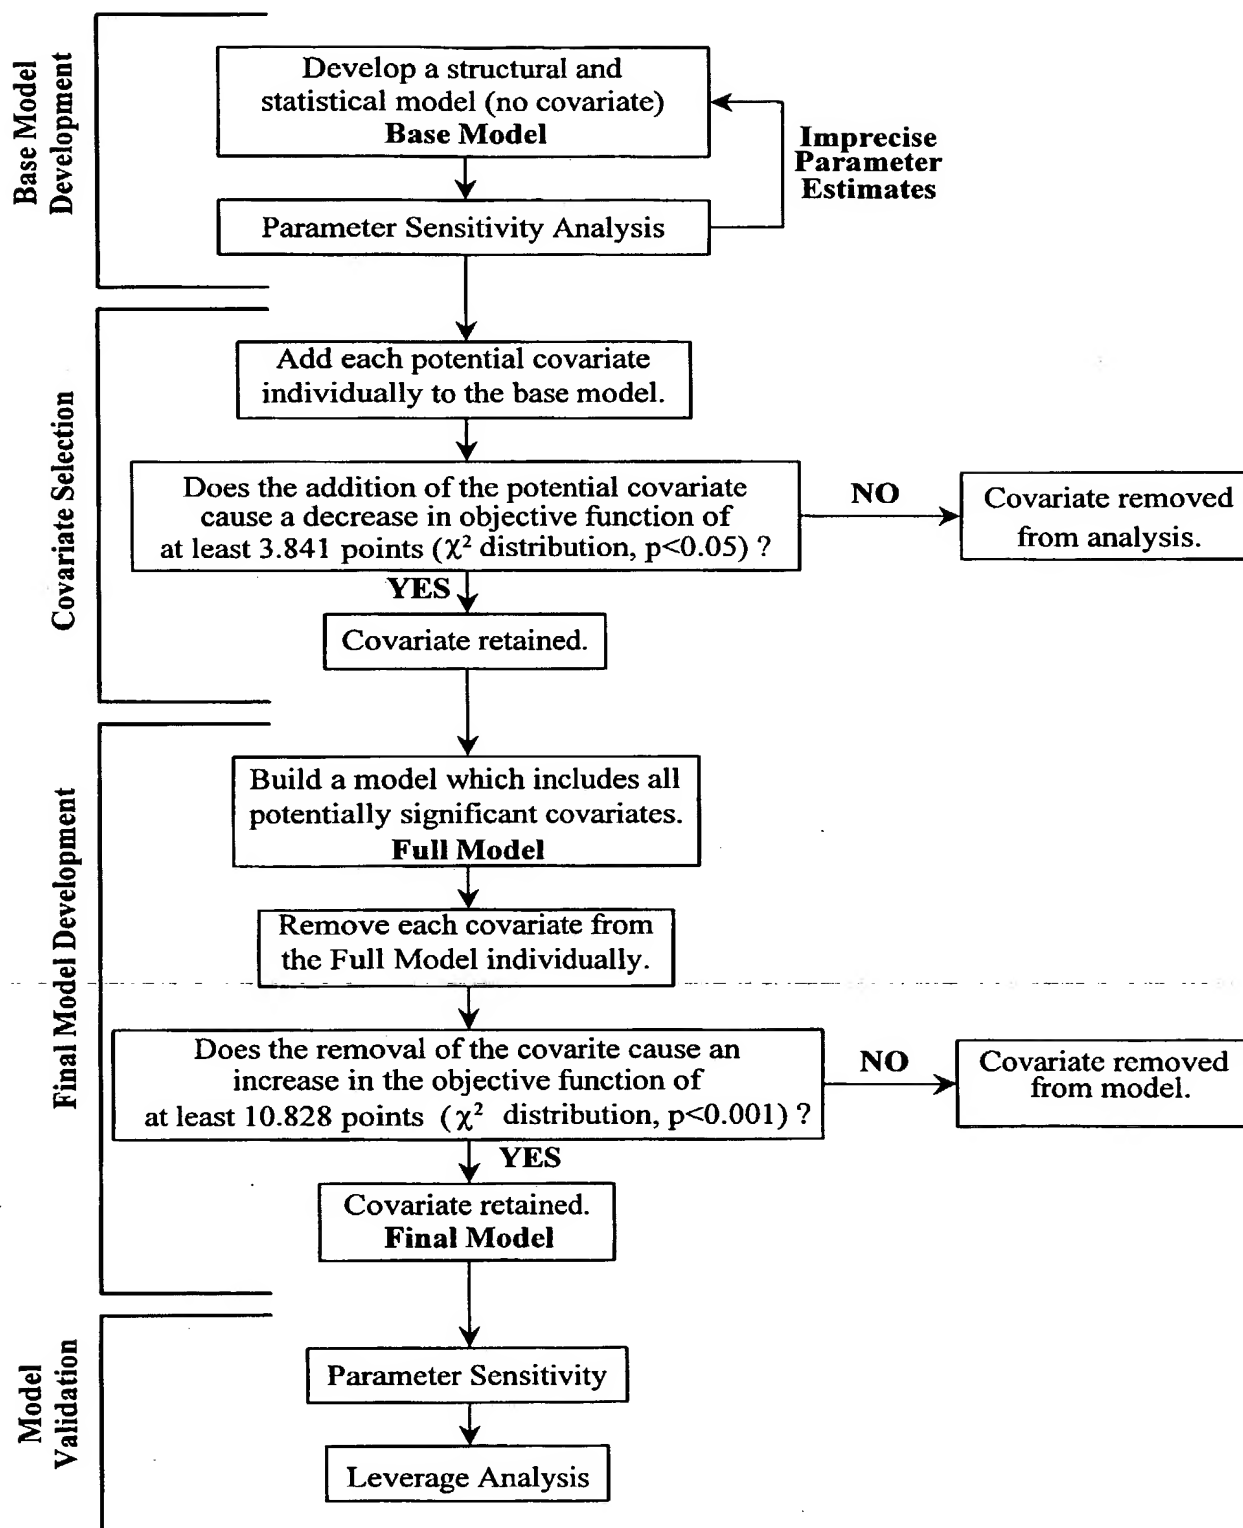 Base Model
Development
Develop a structural and
statistical model (no covariate)
Base Model
Imprecise
Parameter
Estimates
Parameter Sensitivity Analysis
Covariate Selection
Add each potential covariate
individually to the base model.
Does the addition of the potential covariate
cause a decrease in objective function of
at least 3.841 points (χ² distribution, p<0.05) ?
NO
Covariate removed
from analysis.
YES
Covariate retained.
Final Model Development
Build a model which includes all
potentially significant covariates.
Full Model
Remove each covariate from
the Full Model individually.
Does the removal of the covarite cause an
increase in the objective function of
at least 10.828 points (χ² distribution, p<0.001) ?
NO
Covariate removed
from model.
YES
Covariate retained.
Final Model
Model
Validation
Parameter Sensitivity
Leverage Analysis